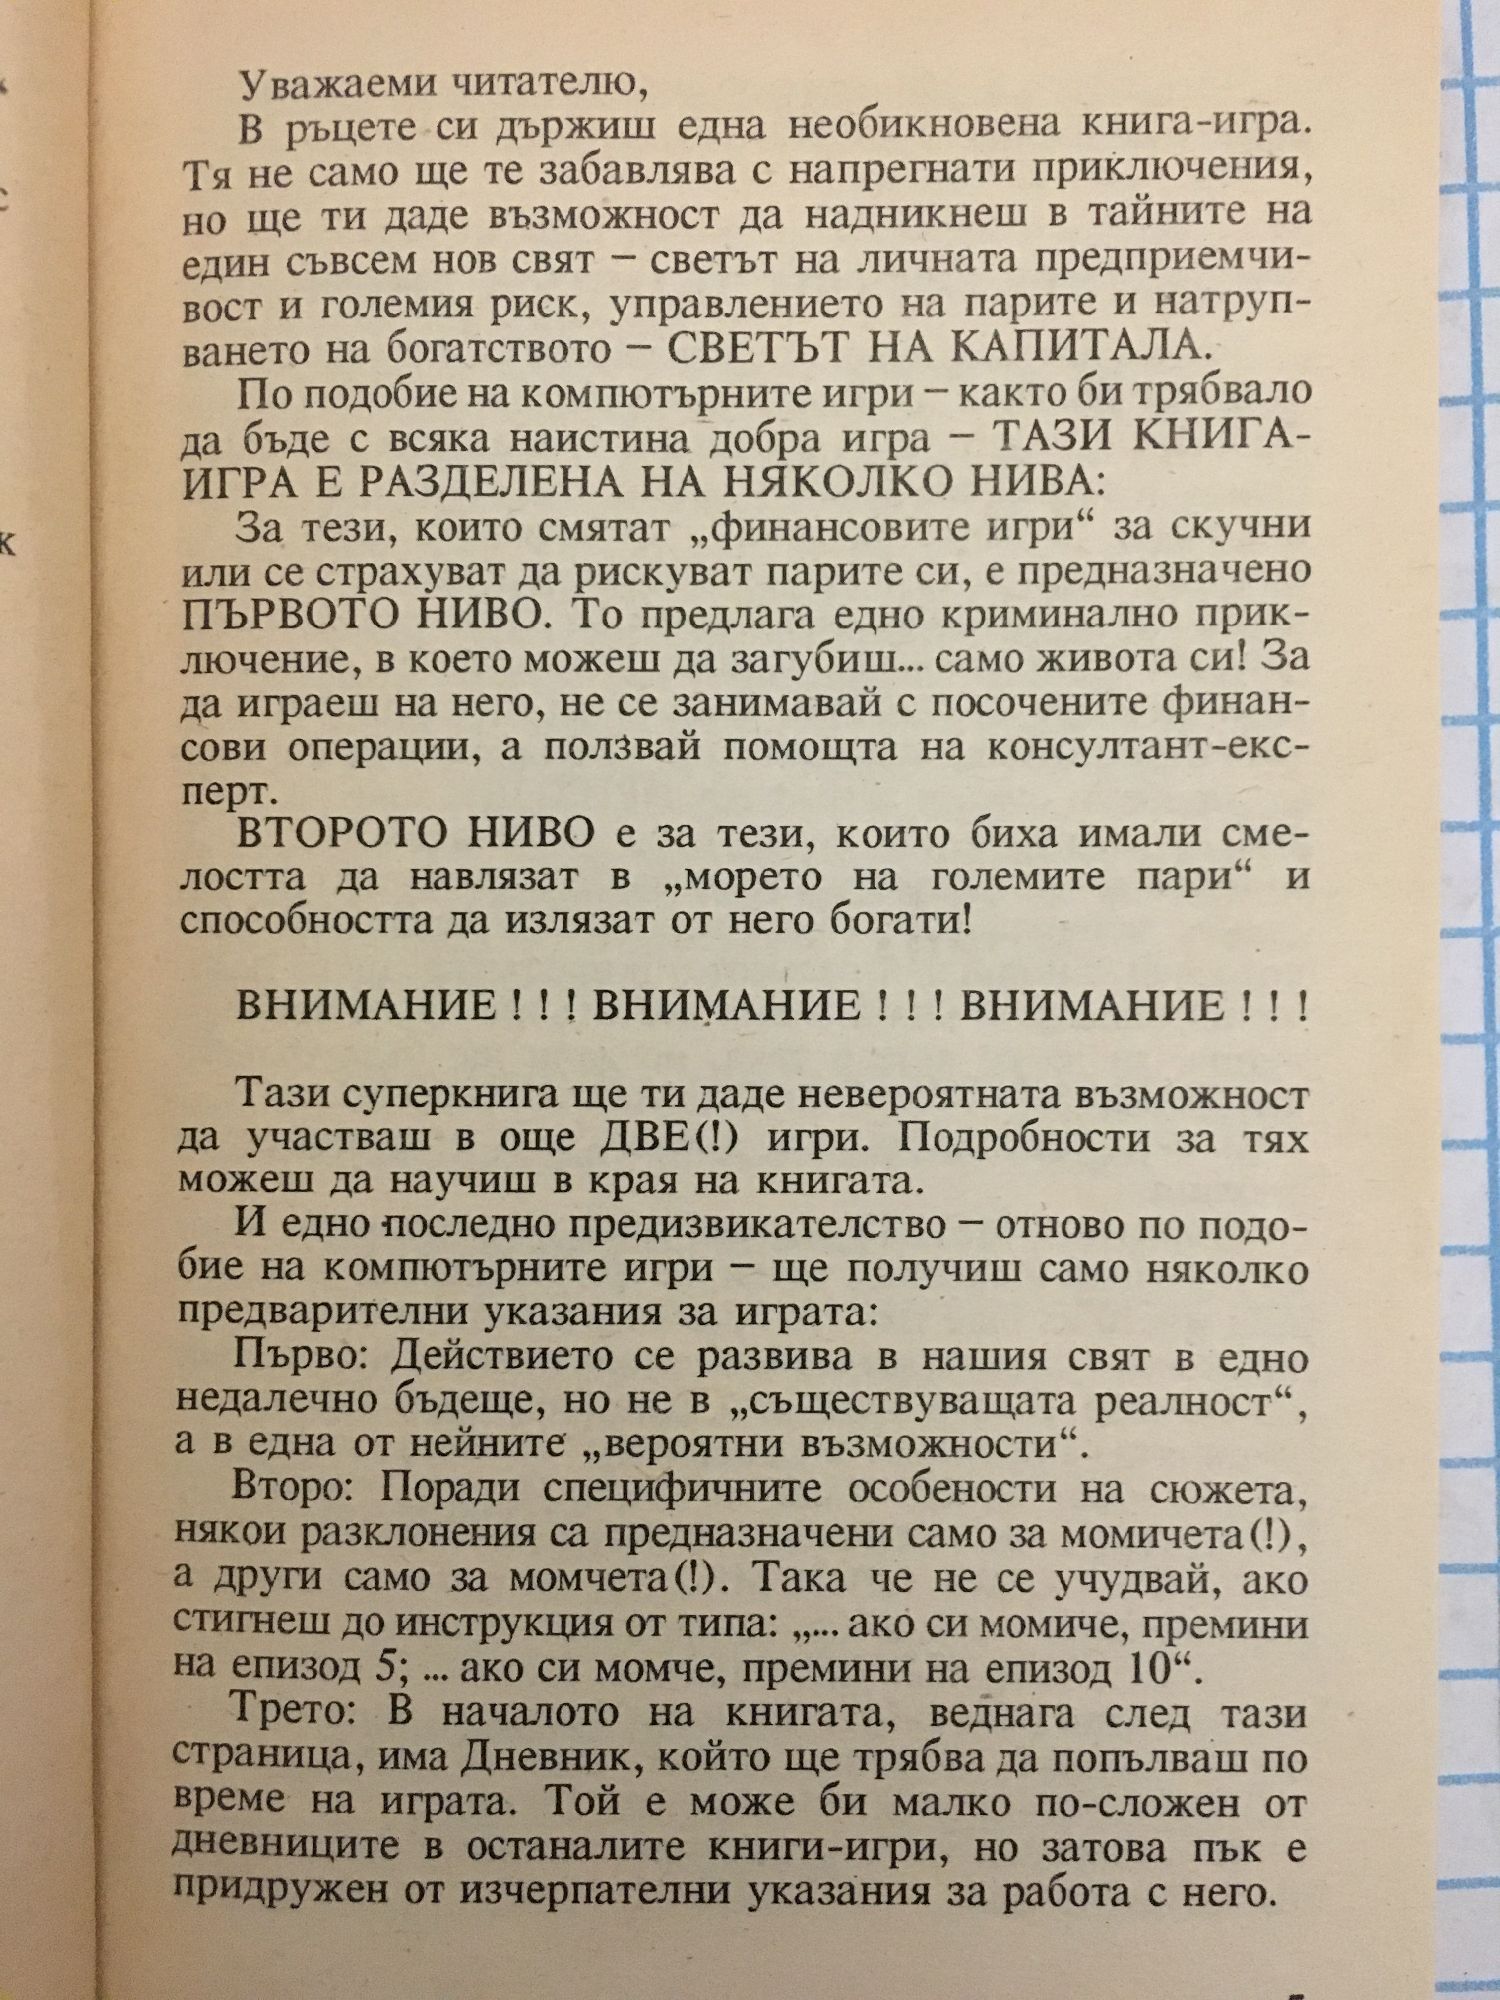 Уважаеми читателю,
В ръцете си държиш една необикновена книга-игра.
Тя не само ще те забавлява с напрегнати приключения,
но ще ти даде възможност да надникнеш в тайните на
един съвсем нов свят – светът на личната предприемчи-
вост и големия риск, управлението на парите и натруп-
ването на богатството – СВЕТЪТ НА КАПИТАЛА.
По подобие на компютърните игри – както би трябвало
да бъде с всяка наистина добра игра – ТАЗИ КНИГА-
ИГРА Е РАЗДЕЛЕНА НА НЯКОЛКО НИВА:
За тези, които смятат „финансовите игри“ за скучни
или се страхуват да рискуват парите си, е предназначено
ПЪРВОТО НИВО. То предлага едно криминално прик-
лючение, в което можеш да загубиш... само живота си! За
да играеш на него, не се занимавай с посочените финан-
сови операции, а ползвай помощта на консултант-екс-
перт.
ВТОРОТО НИВО е за тези, които биха имали сме-
лостта да навлязат в „морето на големите пари“ и
способността да излязат от него богати!
ВНИМАНИЕ ! ! ! ВНИМАНИЕ ! ! ! ВНИМАНИЕ ! ! !
Тази суперкнига ще ти даде невероятната възможност
да участваш в още ДВЕ(!) игри. Подробности за тях
можеш да научиш в края на книгата.
И едно последно предизвикателство – отново по подо-
бие на компютърните игри – ще получиш само няколко
предварителни указания за играта:
Първо: Действието се развива в нашия свят в едно
недалечно бъдеще, но не в „съществуващата реалност“,
а в една от нейните „вероятни възможности“.
Второ: Поради специфичните особености на сюжета,
някои разклонения са предназначени само за момичета(!),
а други само за момчета(!). Така че не се учудвай, ако
стигнеш до инструкция от типа: „... ако си момиче, премини
на епизод 5; ... ако си момче, премини на епизод 10“.
Трето: В началото на книгата, веднага след тази
страница, има Дневник, който ще трябва да попълваш по
време на играта. Той е може би малко по-сложен от
дневниците в останалите книги-игри, но затова пък е
придружен от изчерпателни указания за работа с него.